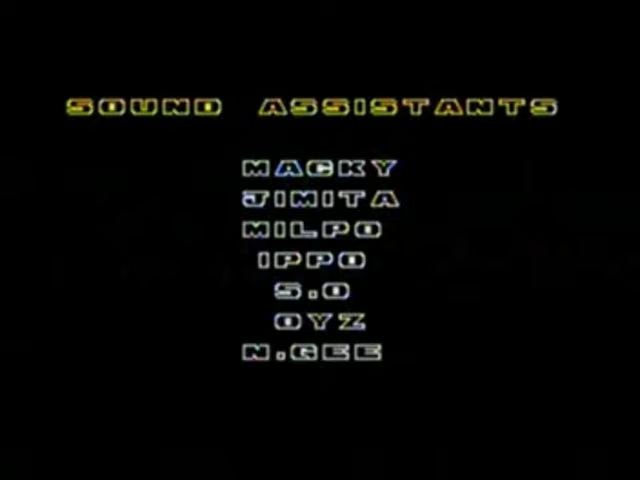 SOUND ASSISTANTS
MACKY
JIMITA
MILPO
IPPO
S.O
OYZ
N.GEE